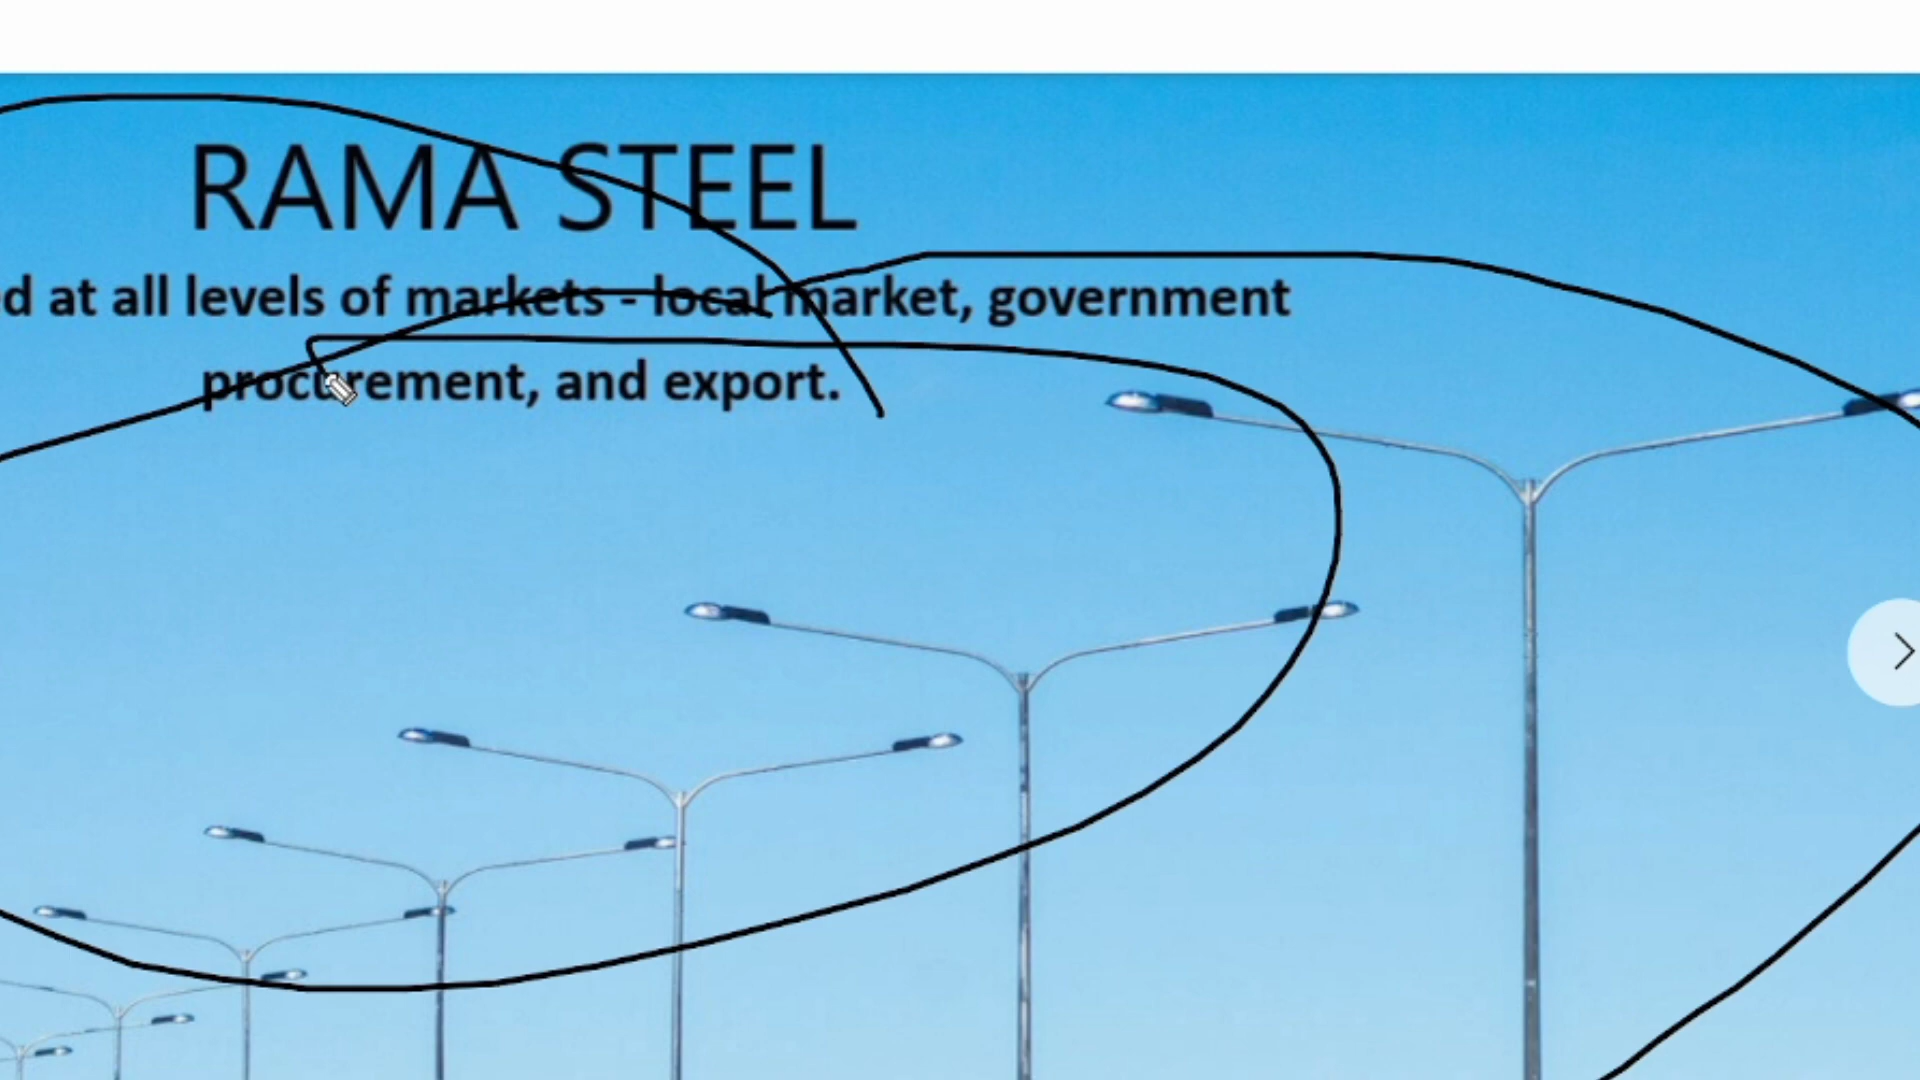 RAMA STEEL
d at all levels of markets - local market, government
procurement, and export.